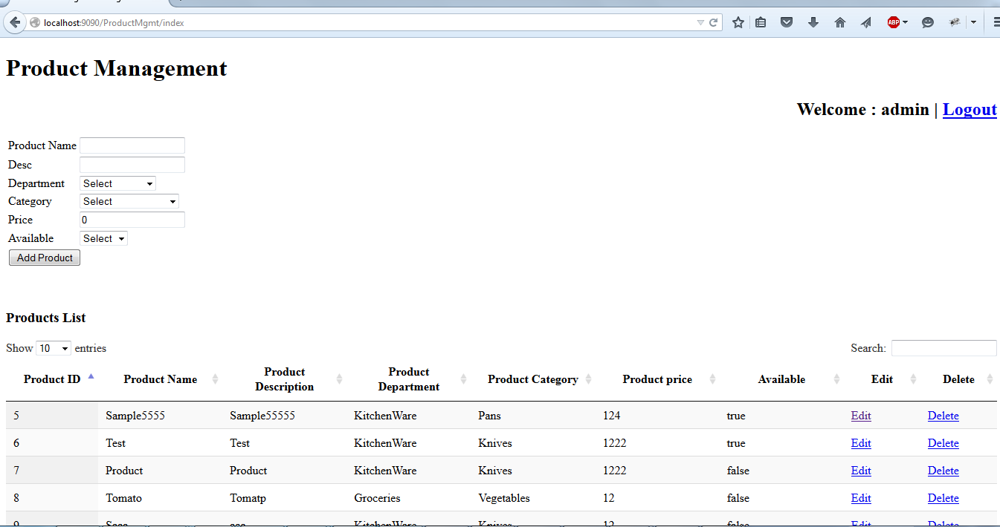 localhost:9090/ProductMgmt/index
ABP
Product Management
Welcome : admin | Logout
Product Name
Desc
Department Select
Category Select
Price 0
Available Select
Add Product
Products List
Show 10 entries Search:
Product ID Product Name Product Description Product Department Product Category Product price Available Edit Delete
5 Sample5555 Sample55555 KitchenWare Pans 124 true Edit Delete
6 Test Test KitchenWare Knives 1222 true Edit Delete
7 Product Product KitchenWare Knives 1222 false Edit Delete
8 Tomato Tomatp Groceries Vegetables 12 false Edit Delete
9 KitchenWare Knives 12 false Edit Delete